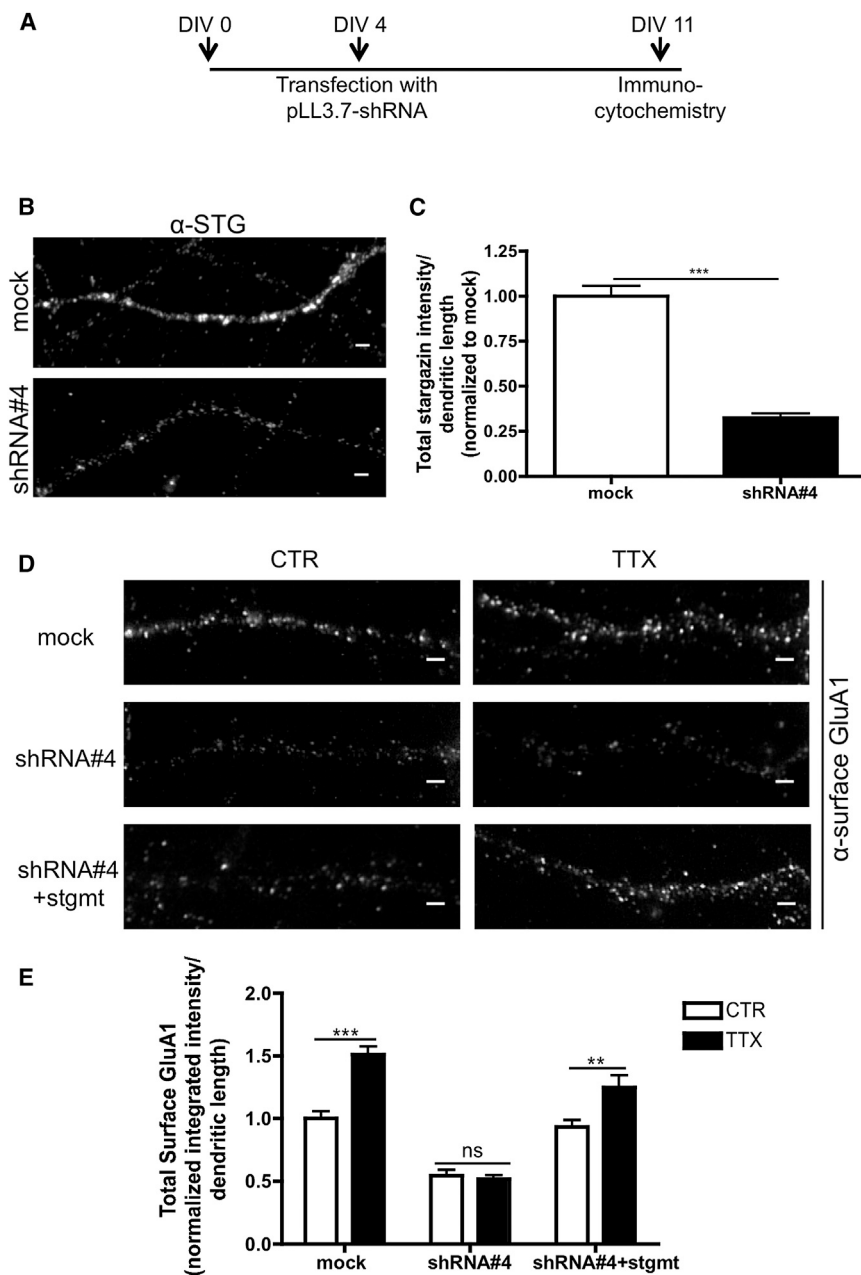 A
DIV 0
DIV 4
DIV 11
Transfection with
pLL3.7-shRNA
Immuno-
cytochemistry
B
α-STG
mock
shRNA#4
C
Total stargazin intensity/
dendritic length
(normalized to mock)
1.25
1.00
0.75
0.50
0.25
0.00
***
mock
shRNA#4
D
CTR
TTX
mock
shRNA#4
shRNA#4
+stgmt
α-surface GluA1
E
Total Surface GluA1
(normalized integrated intensity/
dendritic length)
2.0
1.5
1.0
0.5
0.0
***
ns
**
CTR
TTX
mock
shRNA#4
shRNA#4+stgmt